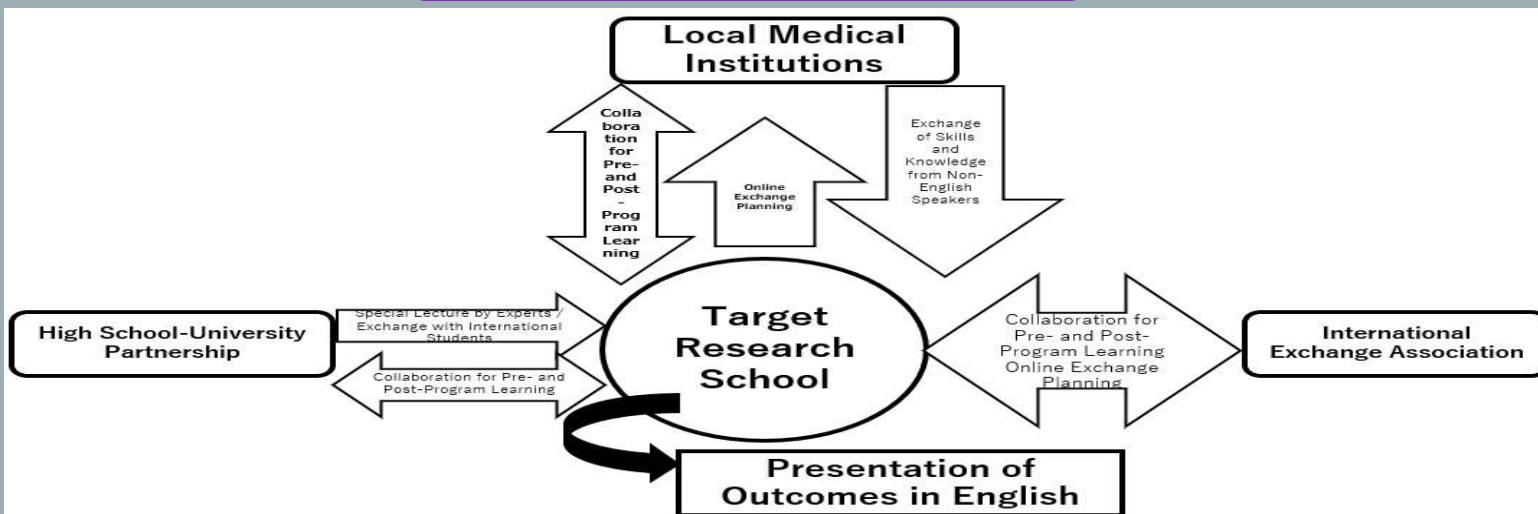 Local Medical
Institutions
Colla
bora
tion
for
Pre-
and
Post
-
Prog
ram
Lear
ning
Online
Exchange
Planning
Exchange
of Skills
and
Knowledge
from Non-
English
Speakers
High School-University
Partnership
Special Lecture by Experts /
Exchange with International
Students
Collaboration for Pre- and
Post-Program Learning
Target
Research
School
Collaboration for
Pre- and Post-
Program Learning
Online Exchange
Planning
International
Exchange Association
Presentation of
Outcomes in English